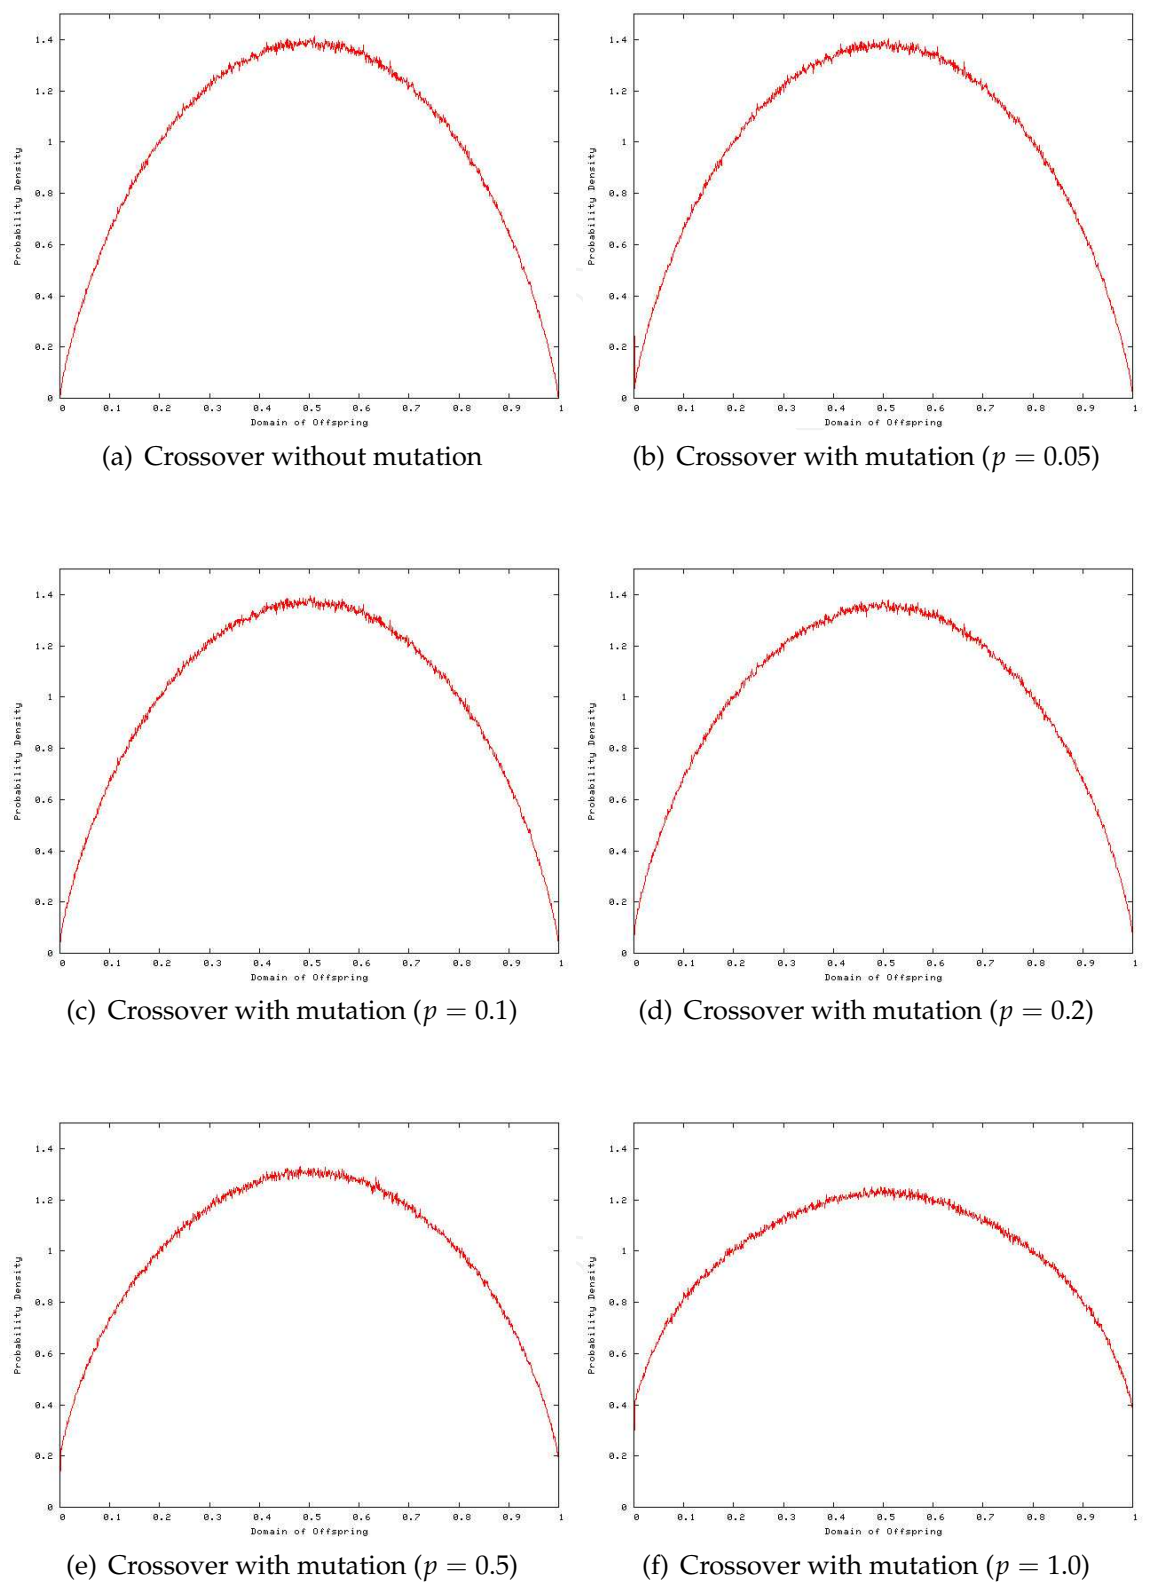 1.4
1.2
1
0.8
0.6
0.4
0.2
0
Probability Density
0 0.1 0.2 0.3 0.4 0.5 0.6 0.7 0.8 0.9 1
Domain of Offspring
(a) Crossover without mutation
1.4
1.2
1
0.8
0.6
0.4
0.2
0
Probability Density
0 0.1 0.2 0.3 0.4 0.5 0.6 0.7 0.8 0.9 1
Domain of Offspring
(b) Crossover with mutation (p = 0.05)
1.4
1.2
1
0.8
0.6
0.4
0.2
0
Probability Density
0 0.1 0.2 0.3 0.4 0.5 0.6 0.7 0.8 0.9 1
Domain of Offspring
(c) Crossover with mutation (p = 0.1)
1.4
1.2
1
0.8
0.6
0.4
0.2
0
Probability Density
0 0.1 0.2 0.3 0.4 0.5 0.6 0.7 0.8 0.9 1
Domain of Offspring
(d) Crossover with mutation (p = 0.2)
1.4
1.2
1
0.8
0.6
0.4
0.2
0
Probability Density
0 0.1 0.2 0.3 0.4 0.5 0.6 0.7 0.8 0.9 1
Domain of Offspring
(e) Crossover with mutation (p = 0.5)
1.4
1.2
1
0.8
0.6
0.4
0.2
0
Probability Density
0 0.1 0.2 0.3 0.4 0.5 0.6 0.7 0.8 0.9 1
Domain of Offspring
(f) Crossover with mutation (p = 1.0)